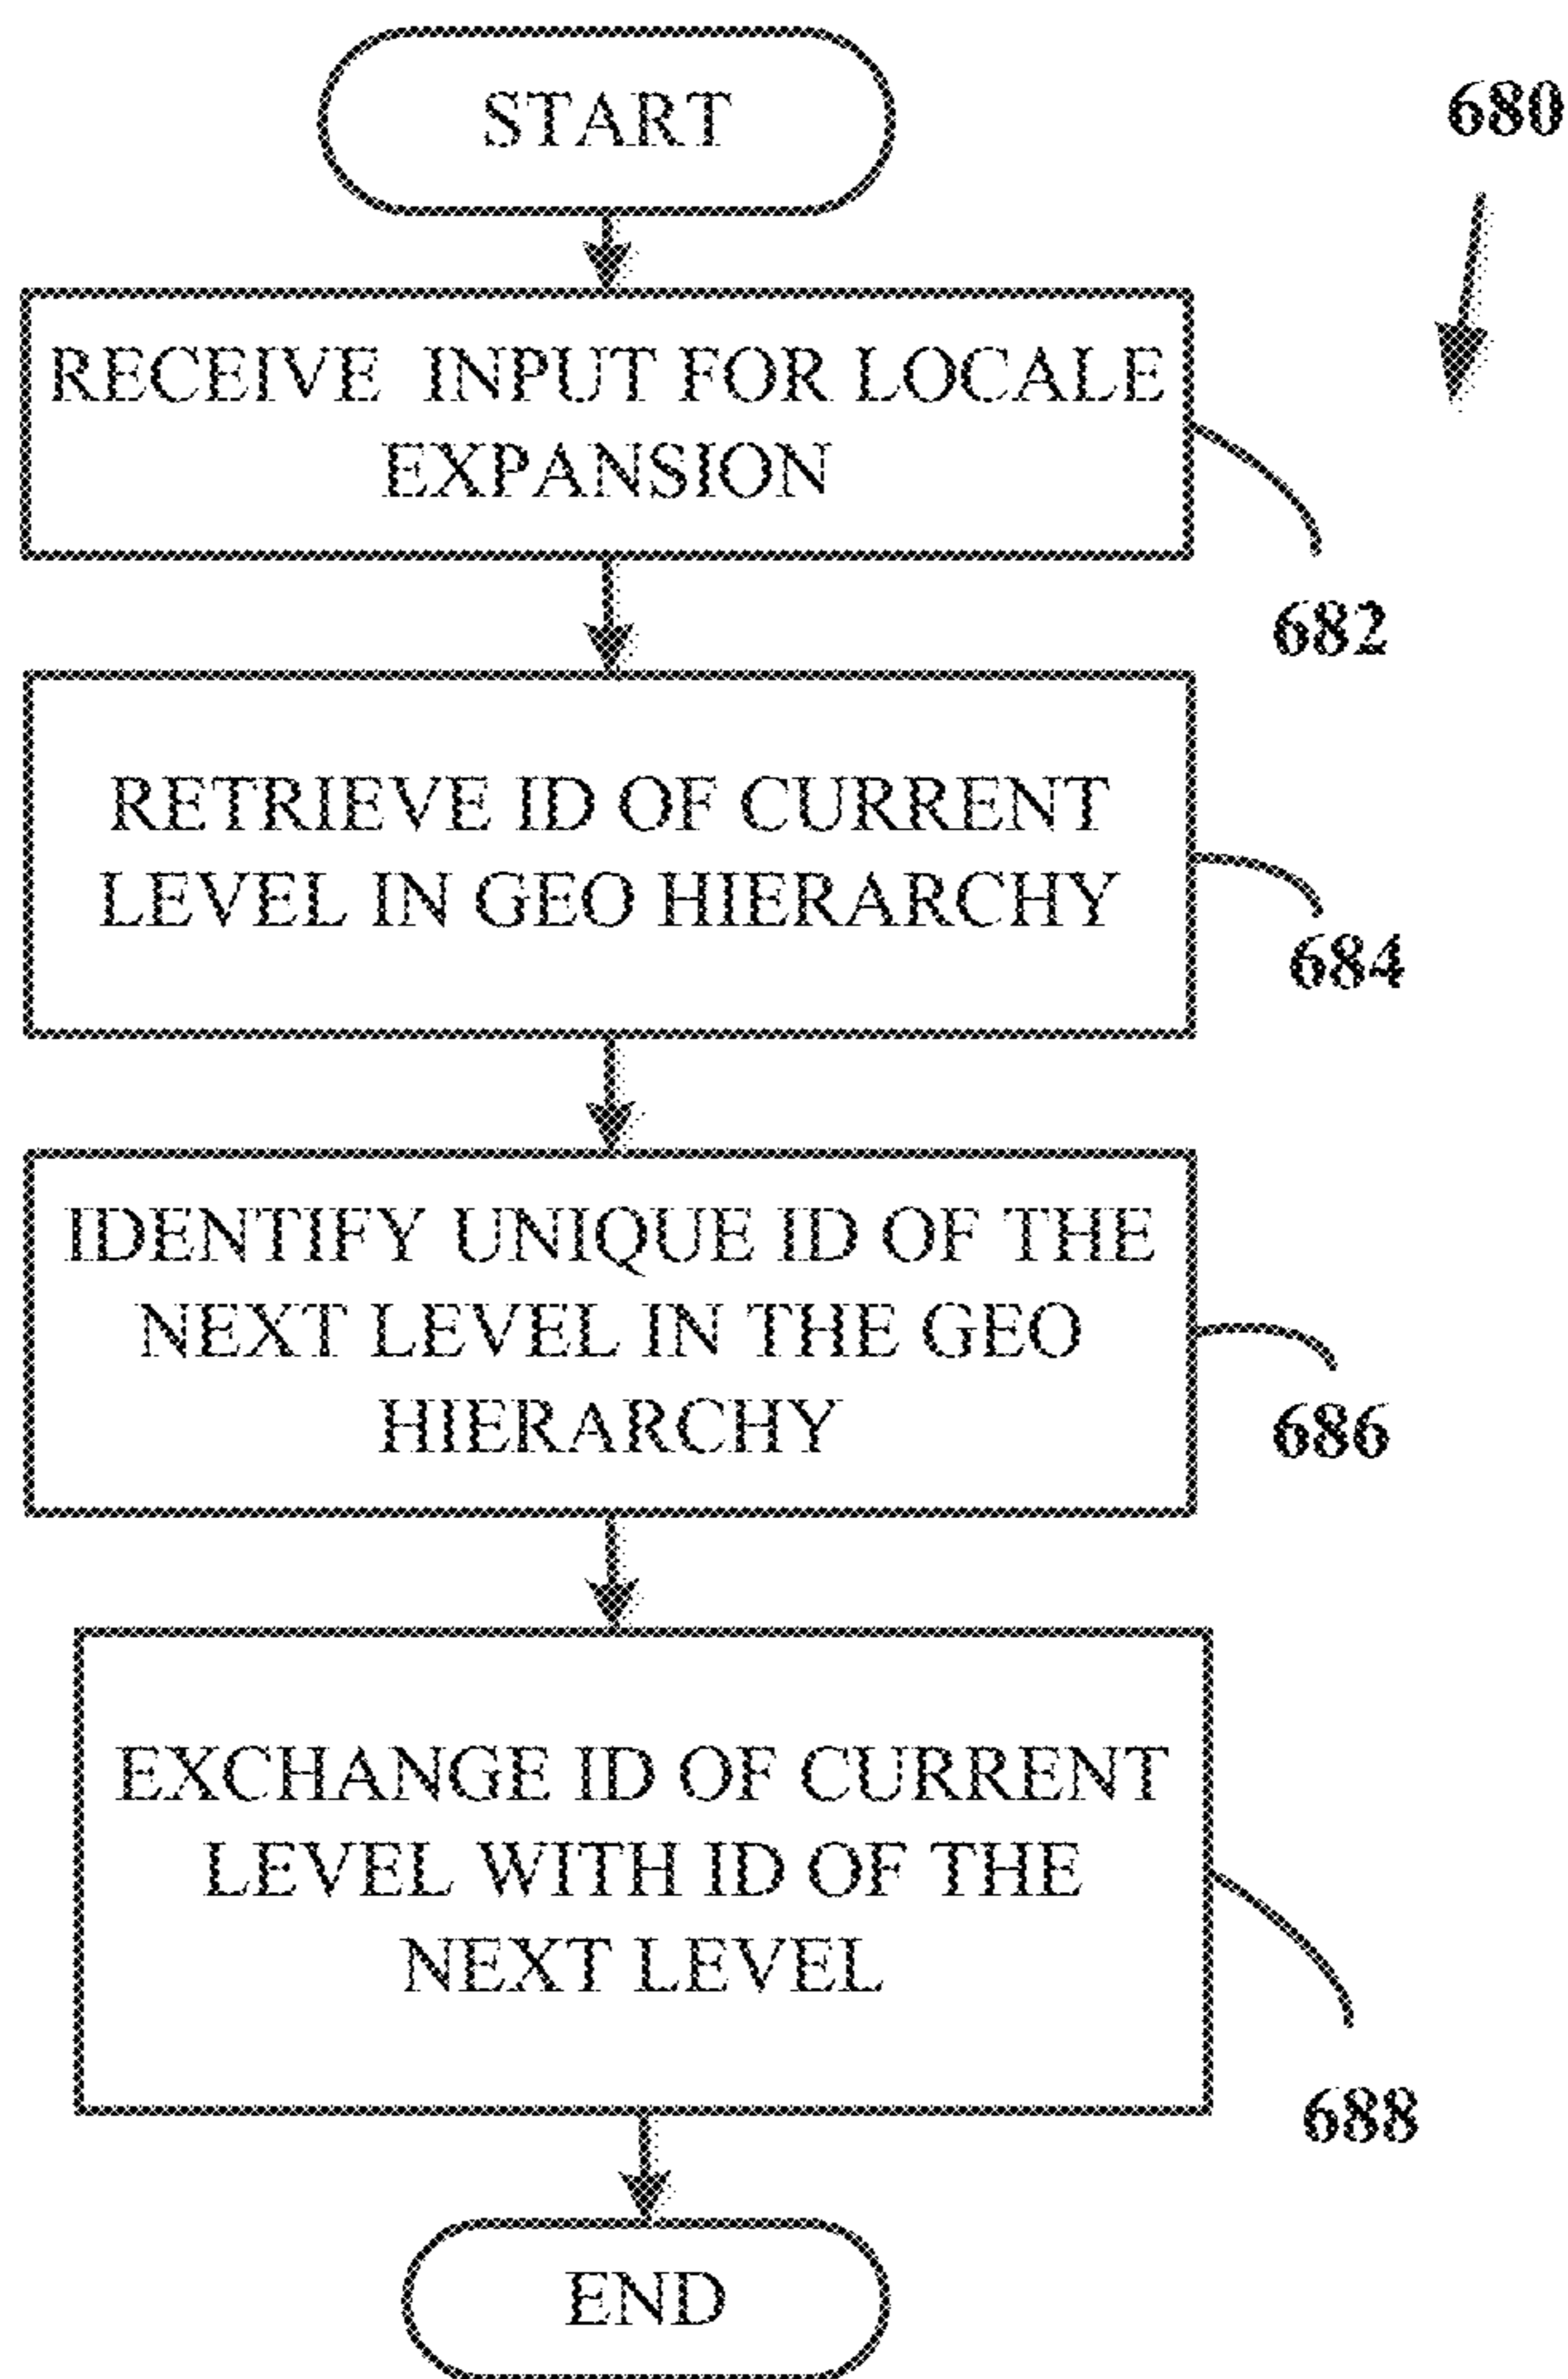 START
680
RECEIVE INPUT FOR LOCALE
EXPANSION
682
RETRIEVE ID OF CURRENT
LEVEL IN GEO HIERARCHY
684
IDENTIFY UNIQUE ID OF THE
NEXT LEVEL IN THE GEO
HIERARCHY
686
EXCHANGE ID OF CURRENT
LEVEL WITH ID OF THE
NEXT LEVEL
688
END